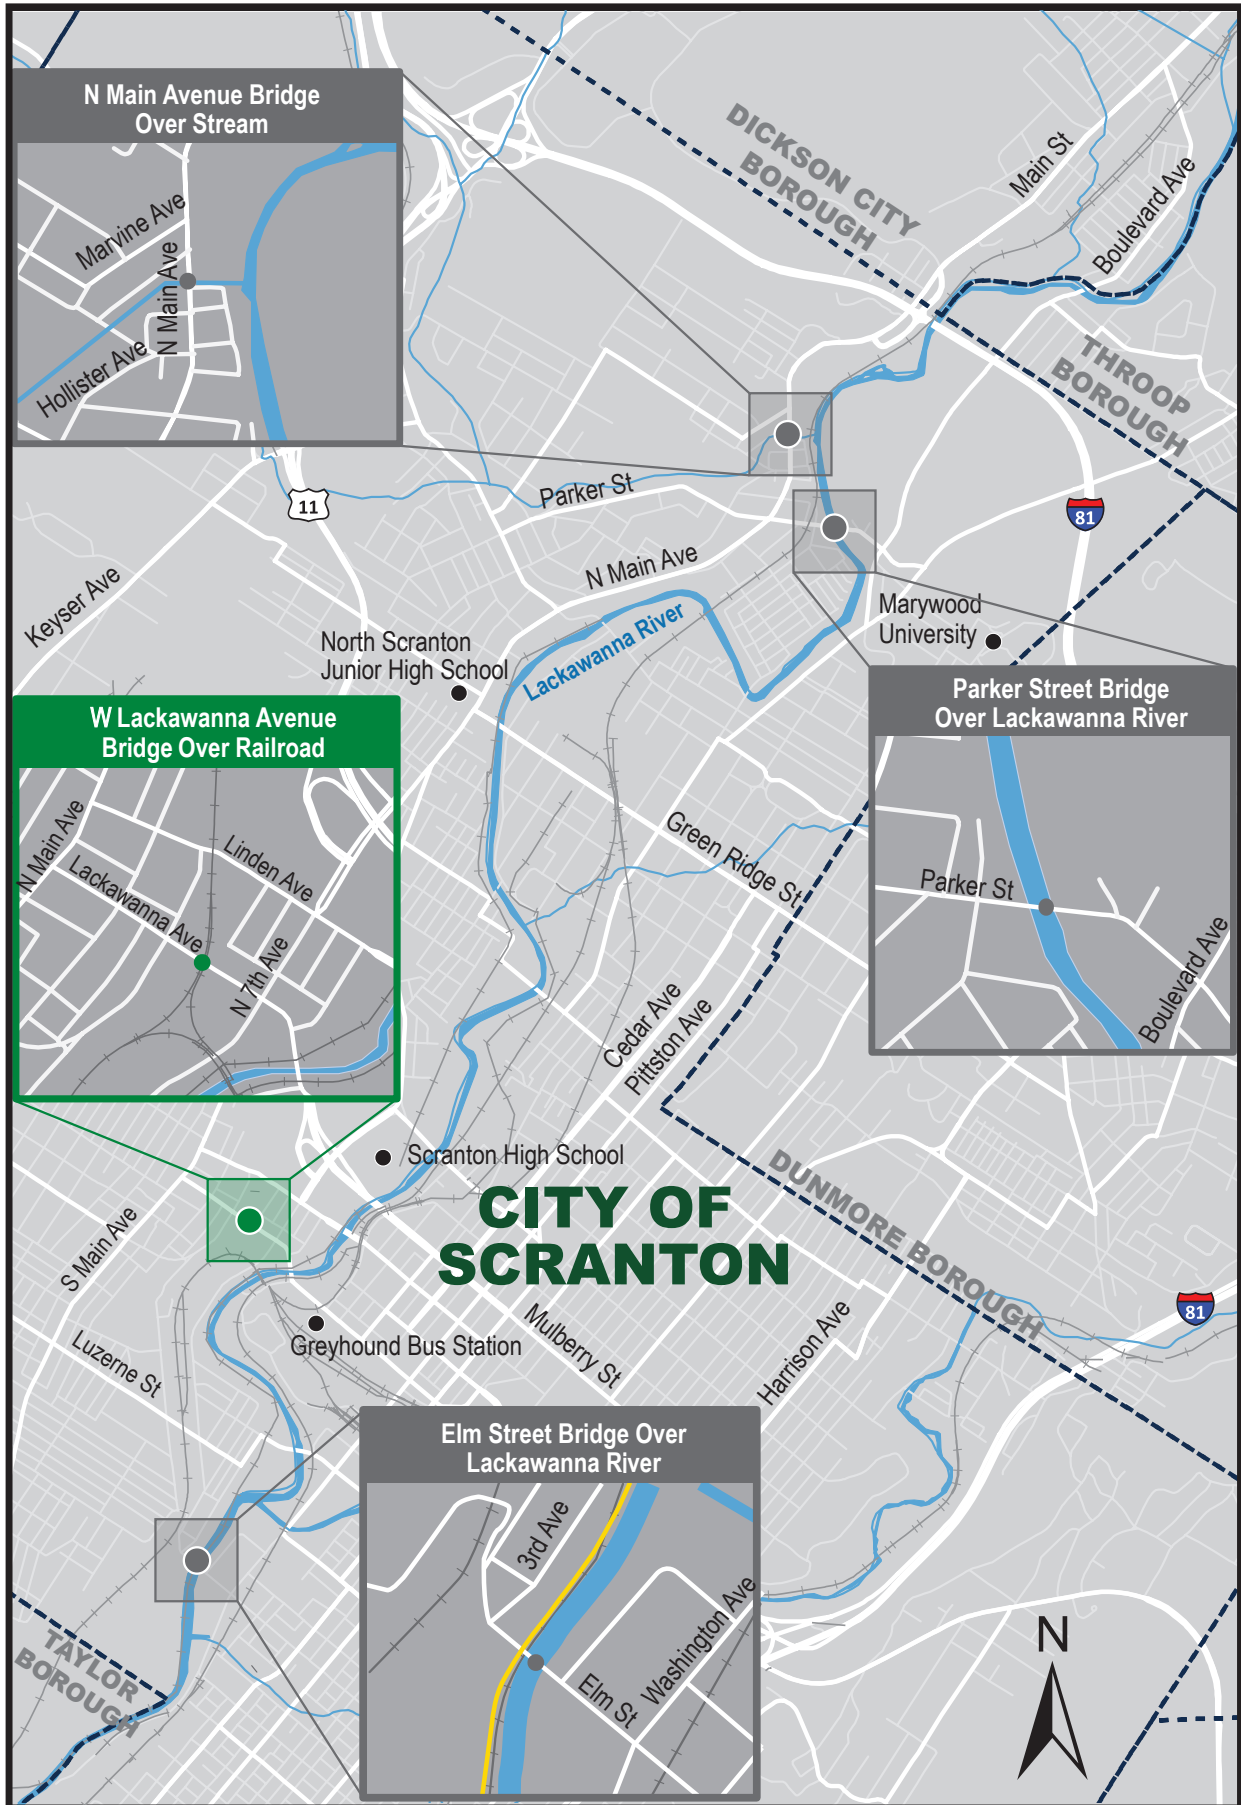 N Main Avenue Bridge
Over Stream
Marvine Ave
N Main Ave
Hollister Ave
DICKSON CITY
BOROUGH
Main St
Boulevard Ave
THROOP
BOROUGH
11
Parker St
81
N Main Ave
Keyser Ave
Lackawanna River
Marywood
University
North Scranton
Junior High School
Parker Street Bridge
Over Lackawanna River
Parker St
Boulevard Ave
W Lackawanna Avenue
Bridge Over Railroad
N Main Ave
Linden Ave
Lackawanna Ave
N 7th Ave
Green Ridge St
Cedar Ave
Pittston Ave
Scranton High School
CITY OF
SCRANTON
DUNMORE BOROUGH
S Main Ave
81
Luzerne St
Greyhound Bus Station
Mulberry St
Harrison Ave
Elm Street Bridge Over
Lackawanna River
3rd Ave
Washington Ave
Elm St
TAYLOR
BOROUGH
N